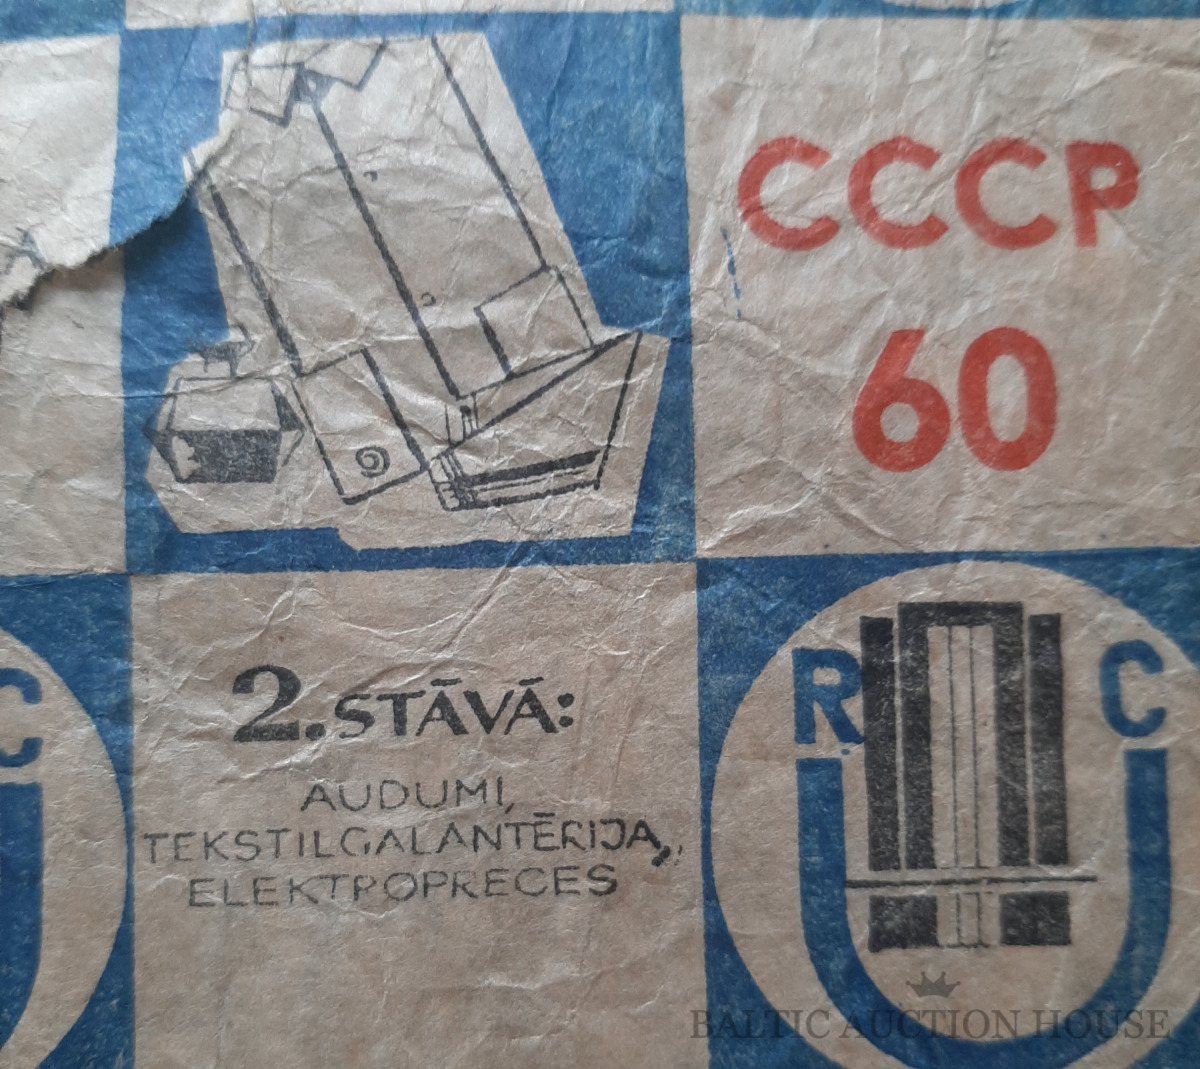 СССР
60
2. STĀVĀ:
AUDUMI,
TEKSTILGALANTĒRIJA,
ELEKTROPRECES
R C
U
C
BALTIC AUCTION HOUSE